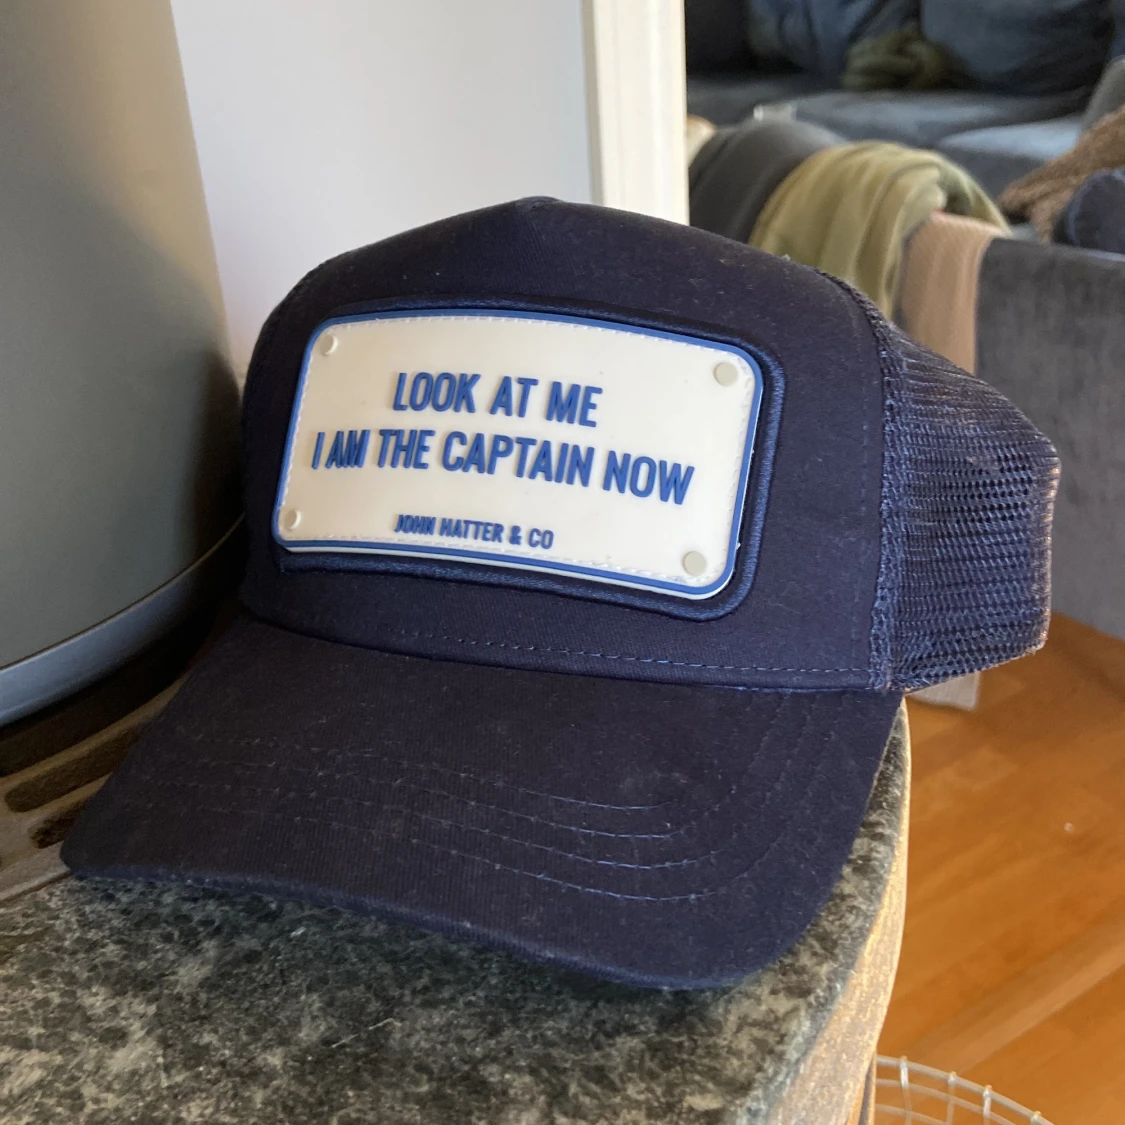 LOOK AT ME
I AM THE CAPTAIN NOW
JOHN HATTER & CO